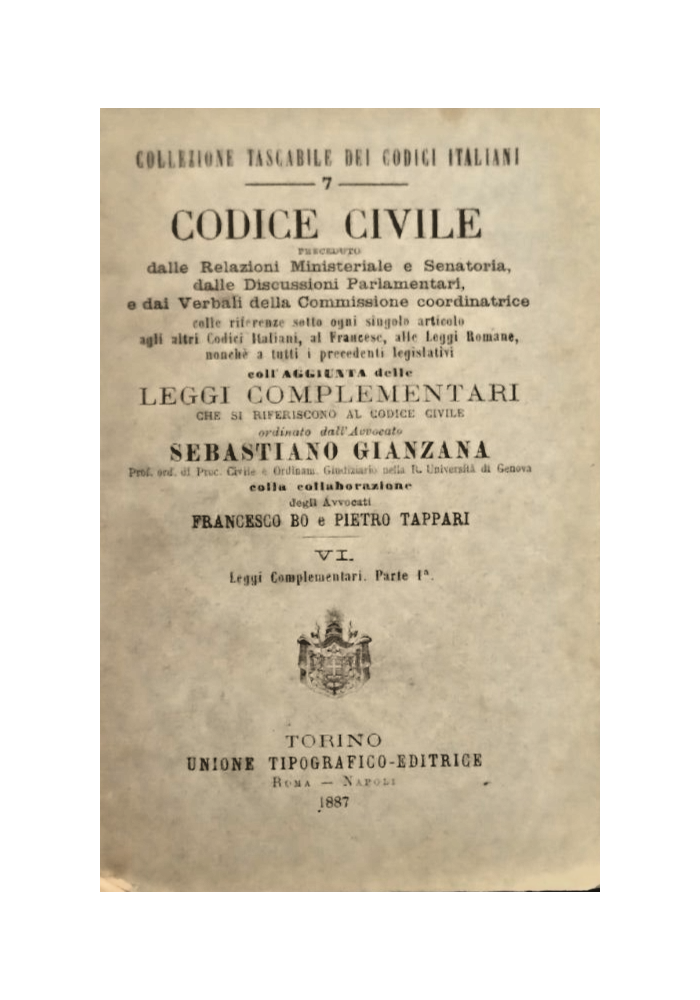 COLLEZIONE TASCABILE DEI CODICI ITALIANI
7
CODICE CIVILE
PRECEDUTO
dalle Relazioni Ministeriale e Senatoria,
dalle Discussioni Parlamentari,
e dai Verbali della Commissione coordinatrice
colle riferenze sotto ogni singolo articolo
agli altri Codici Italiani, al Francese, alle Leggi Romane,
nonchè a tutti i precedenti legislativi
coll'AGGIUNTA delle
LEGGI COMPLEMENTARI
CHE SI RIFERISCONO AL CODICE CIVILE
ordinato dall'Avvocato
SEBASTIANO GIANZANA
Prof. ord. di Proc. Civile e Ordinam. Giudiziario nella R. Università di Genova
colla collaborazione
degli Avvocati
FRANCESCO BO e PIETRO TAPPARI
VI.
Leggi Complementari. Parte 1ª.
TORINO
UNIONE TIPOGRAFICO-EDITRICE
ROMA — NAPOLI
1887